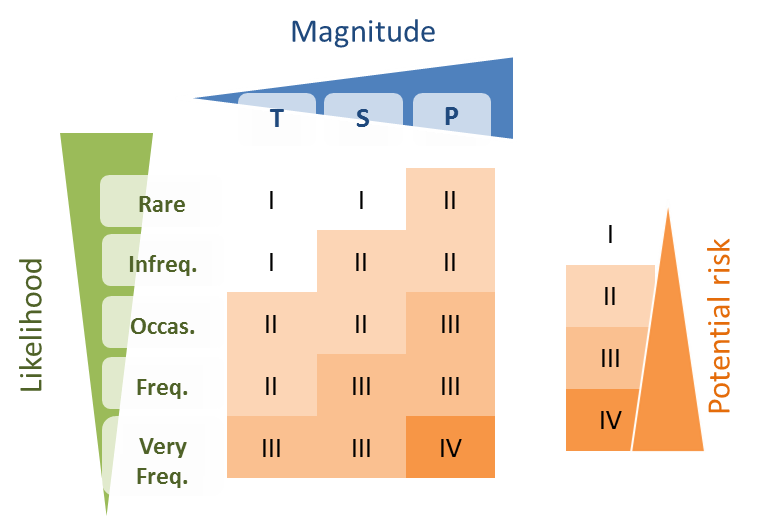 Magnitude
T S P
Rare I I II
Infreq. I II II
Occas. II II III
Freq. II III III
Very
Freq. III III IV
Likelihood
I
II
III
IV
Potential risk